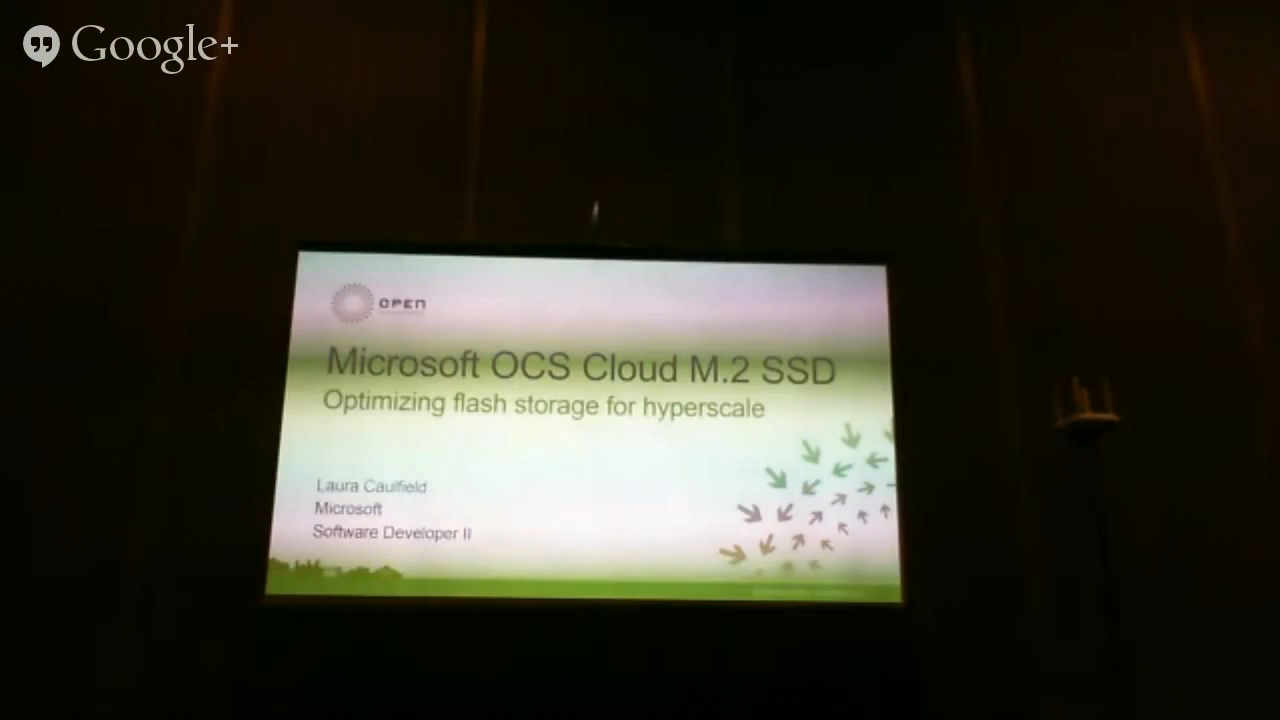 Google+
OPEN
Microsoft OCS Cloud M.2 SSD
Optimizing flash storage for hyperscale
Laura Caulfield
Microsoft
Software Developer II